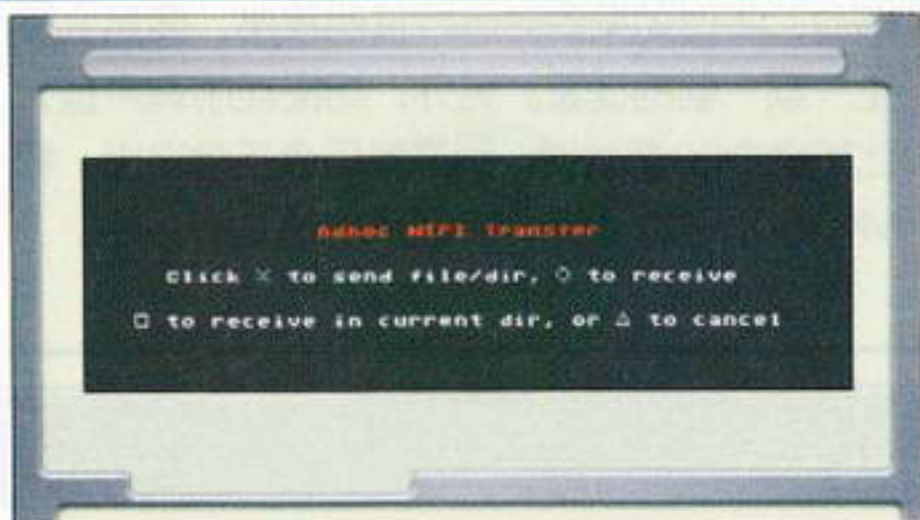 Adhoc WIFI Transfer
Click × to send file/dir, ○ to receive
□ to receive in current dir, or △ to cancel